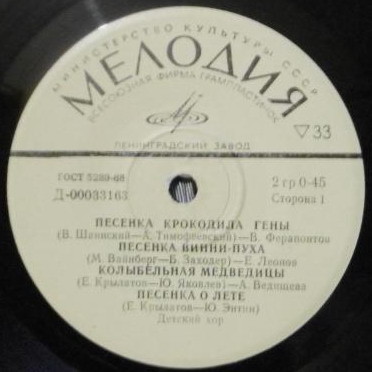 МИНИСТЕРСТВО КУЛЬТУРЫ СССР
МЕЛОДИЯ
ВСЕСОЮЗНАЯ ФИРМА ГРАМПЛАСТИНОК
ЛЕНИНГРАДСКИЙ ЗАВОД
▽33
ГОСТ 5289-68
2 гр 0-45
Д-00033163
Сторона 1
ПЕСЕНКА КРОКОДИЛА ГЕНЫ
(В. Шаинский—А. Тимофеевский)—В. Ферапонтов
ПЕСЕНКА ВИННИ-ПУХА
(М. Вайнберг—Б. Заходер)—Е. Леонов
КОЛЫБЕЛЬНАЯ МЕДВЕДИЦЫ
(Е. Крылатов—Ю. Яковлев)—А. Ведищева
ПЕСЕНКА О ЛЕТЕ
(Е. Крылатов—Ю. Энтин)
Детский хор